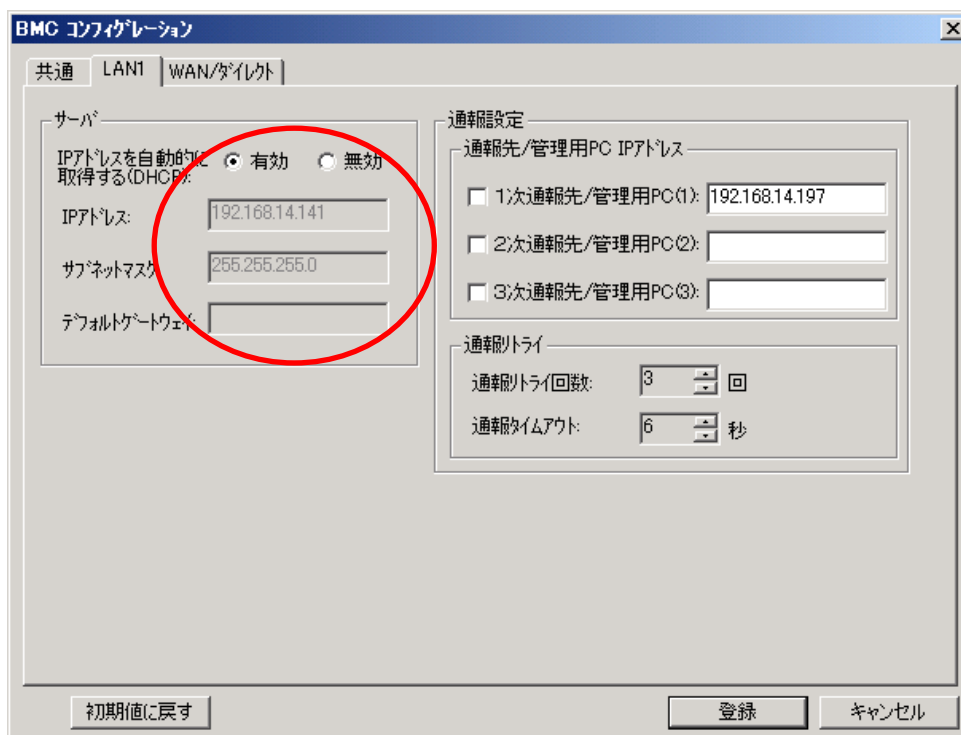 BMC コンフィグレーション
共通
LAN1
WAN/ダイレクト
サーバ
IPアドレスを自動的に
取得する(DHCP):
有効
無効
IPアドレス:
192.168.14.141
サブネットマスク
255.255.255.0
デフォルトゲートウェイ:
通報設定
通報先/管理用PC IPアドレス
1次通報先/管理用PC(1):
192.168.14.197
2次通報先/管理用PC(2):
3次通報先/管理用PC(3):
通報リトライ
通報リトライ回数:
3
回
通報タイムアウト:
6
秒
初期値に戻す
登録
キャンセル